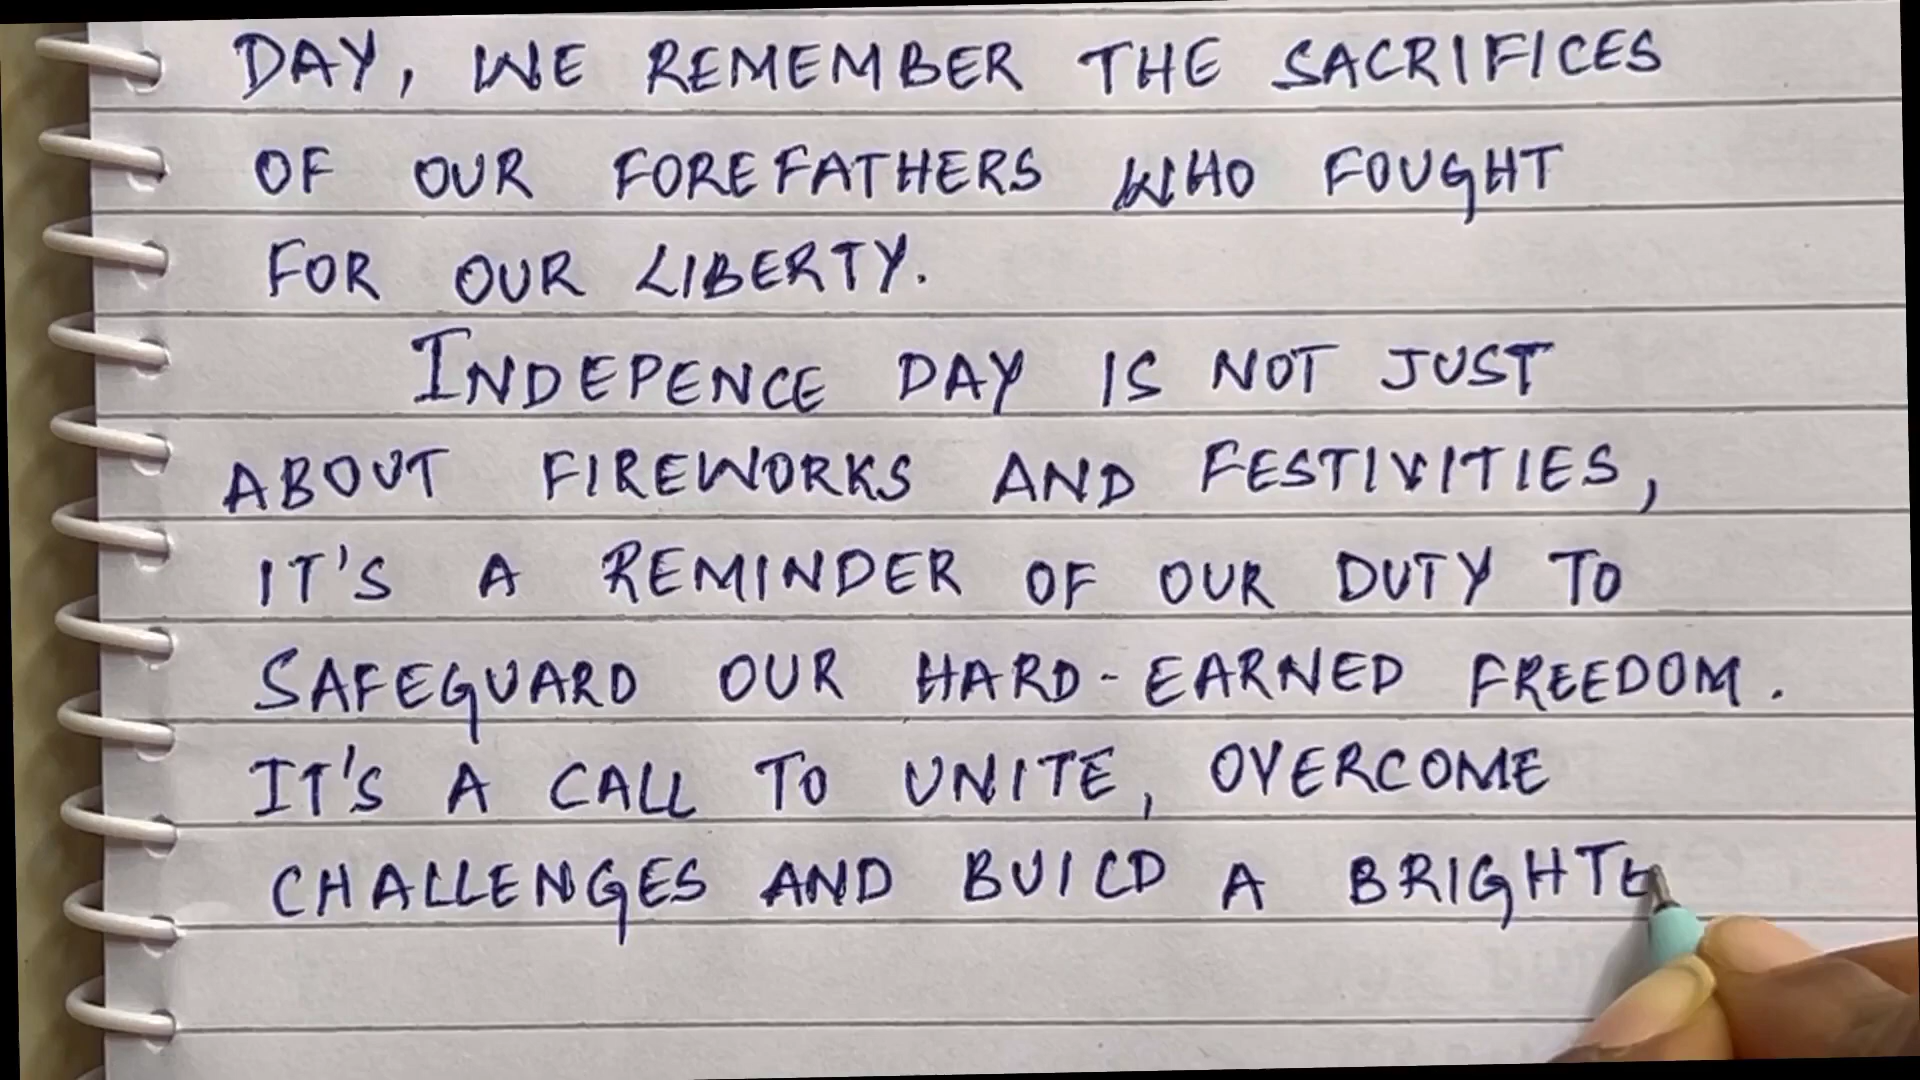 DAY, WE REMEMBER THE SACRIFICES
OF OUR FOREFATHERS WHO FOUGHT
FOR OUR LIBERTY.
INDEPENCE DAY IS NOT JUST
ABOUT FIREWORKS AND FESTIVITIES,
IT'S A REMINDER OF OUR DUTY TO
SAFEGUARD OUR HARD-EARNED FREEDOM.
IT'S A CALL TO UNITE, OVERCOME
CHALLENGES AND BUILD A BRIGHTE